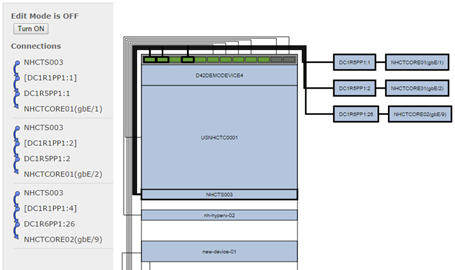 Edit Mode is OFF
Turn ON
Connections
NHCTS003
[DC1R1PP1:1]
DC1R5PP1:1
NHCTCORE01(gbE/1)
NHCTS003
[DC1R1PP1:2]
DC1R5PP1:2
NHCTCORE01(gbE/2)
NHCTS003
[DC1R1PP1:4]
DC1R6PP1:26
NHCTCORE02(gbE/9)
D42DEMODEVICE4
USNHCTC0001
NHCTS003
nh-hyperv-02
new-device-01
DC1R5PP1:1
NHCTCORE01(gbE/1)
DC1R5PP1:2
NHCTCORE01(gbE/2)
DC1R6PP1:26
NHCTCORE02(gbE/9)